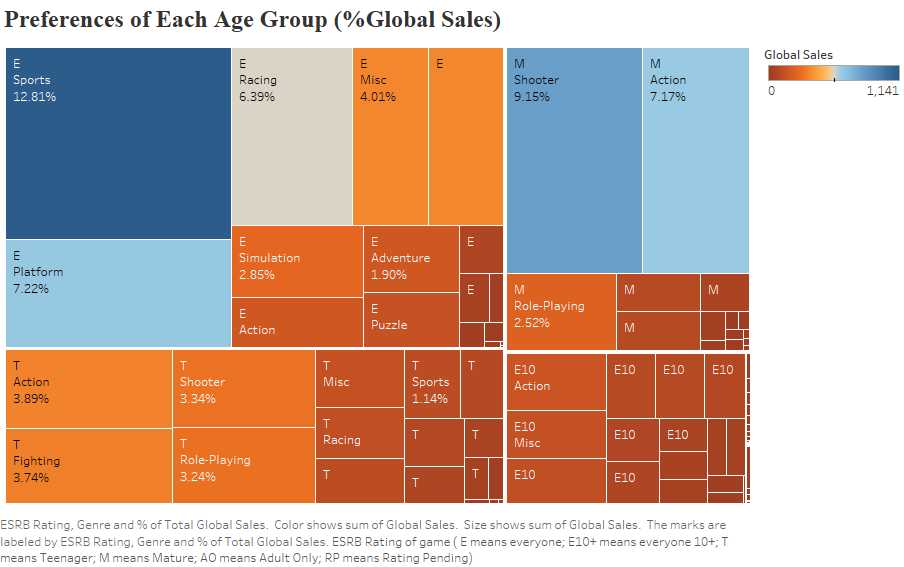 Preferences of Each Age Group (%Global Sales)
E
Sports
12.81%
E
Platform
7.22%
E
Racing
6.39%
E
Misc
4.01%
E
E
Simulation
2.85%
E
Action
E
Adventure
1.90%
E
Puzzle
E
E
M
Shooter
9.15%
M
Action
7.17%
M
Role-Playing
2.52%
M
M
M
T
Action
3.89%
T
Fighting
3.74%
T
Shooter
3.34%
T
Role-Playing
3.24%
T
Misc
T
Racing
T
T
Sports
1.14%
T
T
T
T
T
E10
Action
E10
Misc
E10
E10
E10
E10
E10
E10
E10
Global Sales
0
1,141
ESRB Rating, Genre and % of Total Global Sales.  Color shows sum of Global Sales.  Size shows sum of Global Sales.  The marks are
labeled by ESRB Rating, Genre and % of Total Global Sales. ESRB Rating of game ( E means everyone; E10+ means everyone 10+; T
means Teenager; M means Mature; AO means Adult Only; RP means Rating Pending)